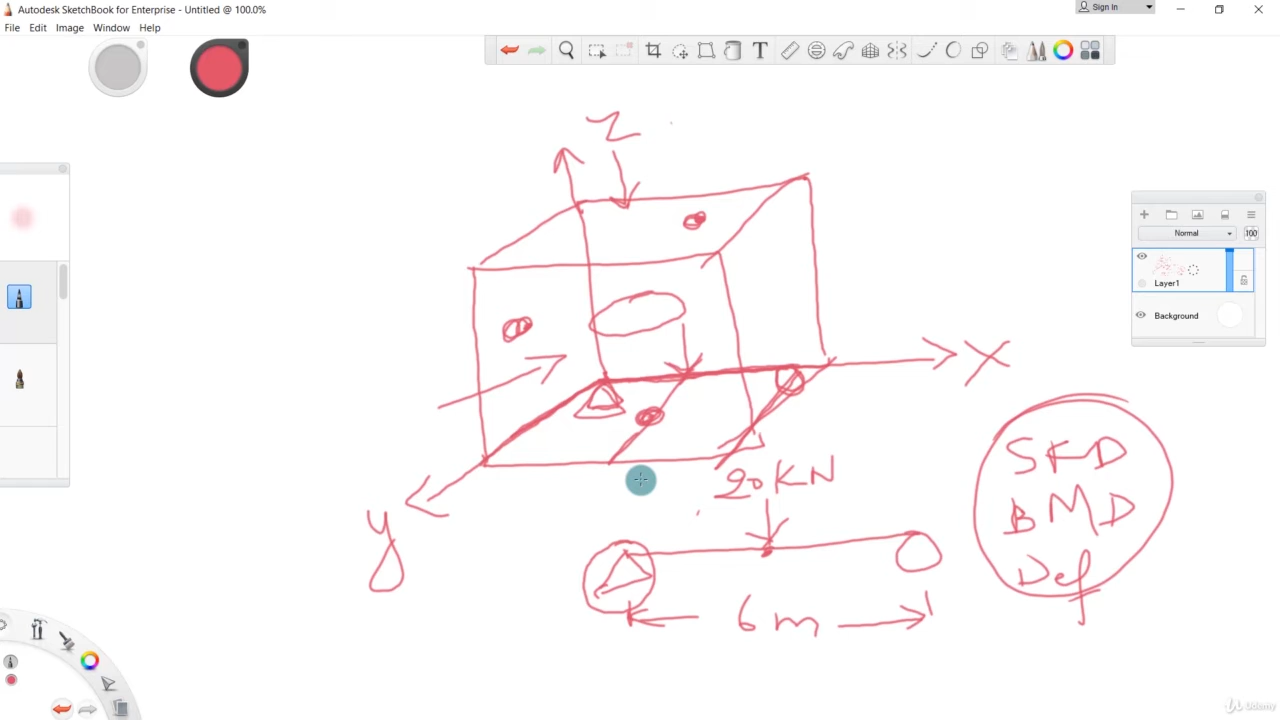 Autodesk SketchBook for Enterprise - Untitled @ 100.0%
Sign In
File Edit Image Window Help
T
Z
Normal 100
Layer1
Background
X
SFD
20 KN
BMD
y
Def
6 m
Udemy